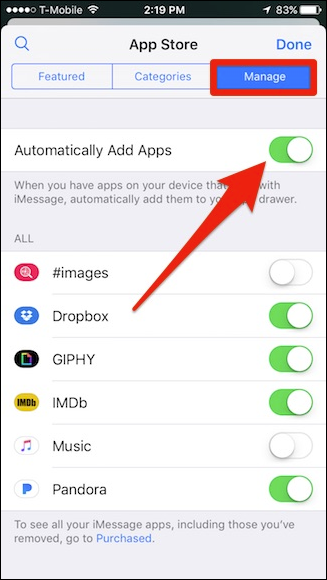 T-Mobile 2:19 PM 83%
App Store Done
Featured Categories Manage
Automatically Add Apps
When you have apps on your device that with
iMessage, automatically add them to yo drawer.
ALL
#images
Dropbox
GIPHY
IMDb IMDb
Music
Pandora
To see all your iMessage apps, including those you've
removed, go to Purchased.